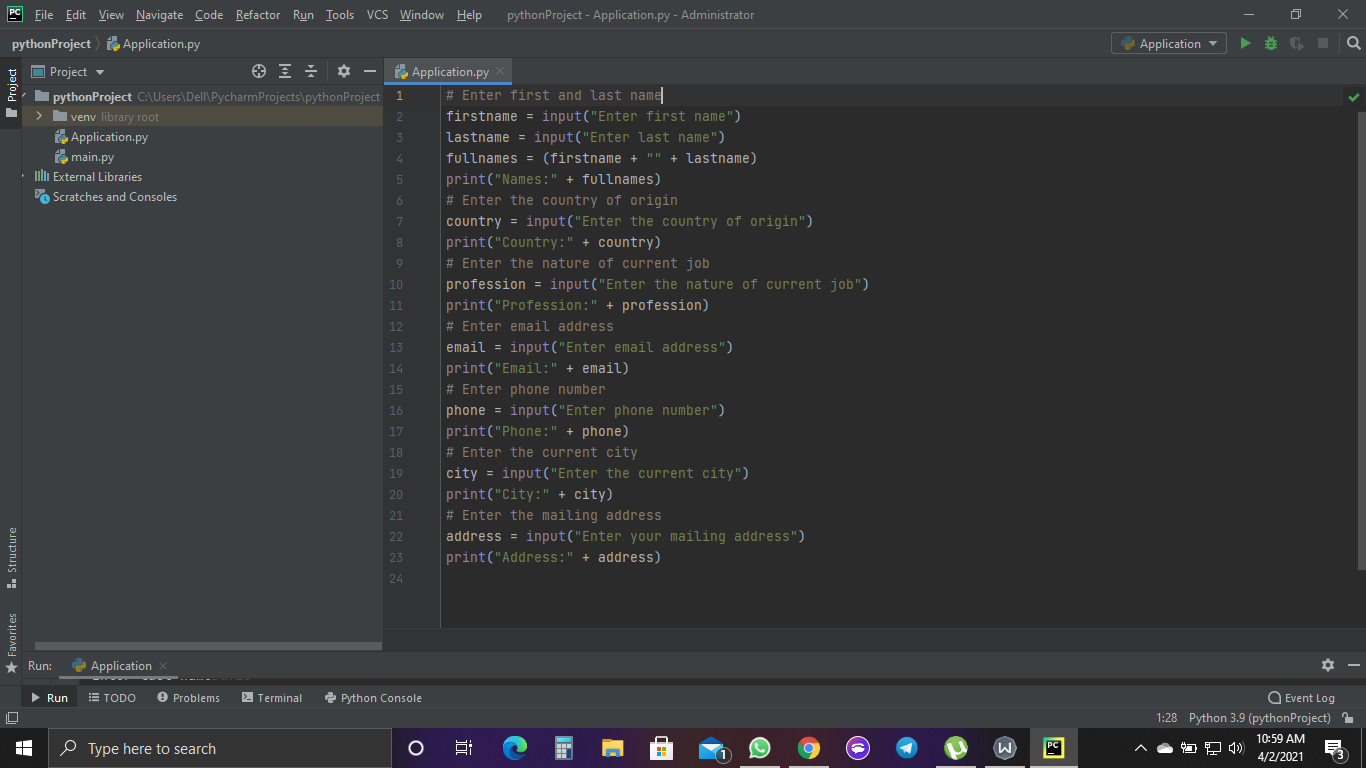 PC File Edit View Navigate Code Refactor Run Tools VCS Window Help pythonProject - Application.py - Administrator
pythonProject Application.py Application
Project Project Application.py
pythonProject C:\Users\Dell\PycharmProjects\pythonProject
venv library root
Application.py
main.py
External Libraries
Scratches and Consoles
1 # Enter first and last name
2 firstname = input("Enter first name")
3 lastname = input("Enter last name")
4 fullnames = (firstname + "" + lastname)
5 print("Names:" + fullnames)
6 # Enter the country of origin
7 country = input("Enter the country of origin")
8 print("Country:" + country)
9 # Enter the nature of current job
10 profession = input("Enter the nature of current job")
11 print("Profession:" + profession)
12 # Enter email address
13 email = input("Enter email address")
14 print("Email:" + email)
15 # Enter phone number
16 phone = input("Enter phone number")
17 print("Phone:" + phone)
18 # Enter the current city
19 city = input("Enter the current city")
20 print("City:" + city)
21 # Enter the mailing address
22 address = input("Enter your mailing address")
23 print("Address:" + address)
24
Structure
Favorites
Run: Application
Run TODO Problems Terminal Python Console Event Log
1:28 Python 3.9 (pythonProject)
Type here to search 1 W PC 10:59 AM
4/2/2021 3